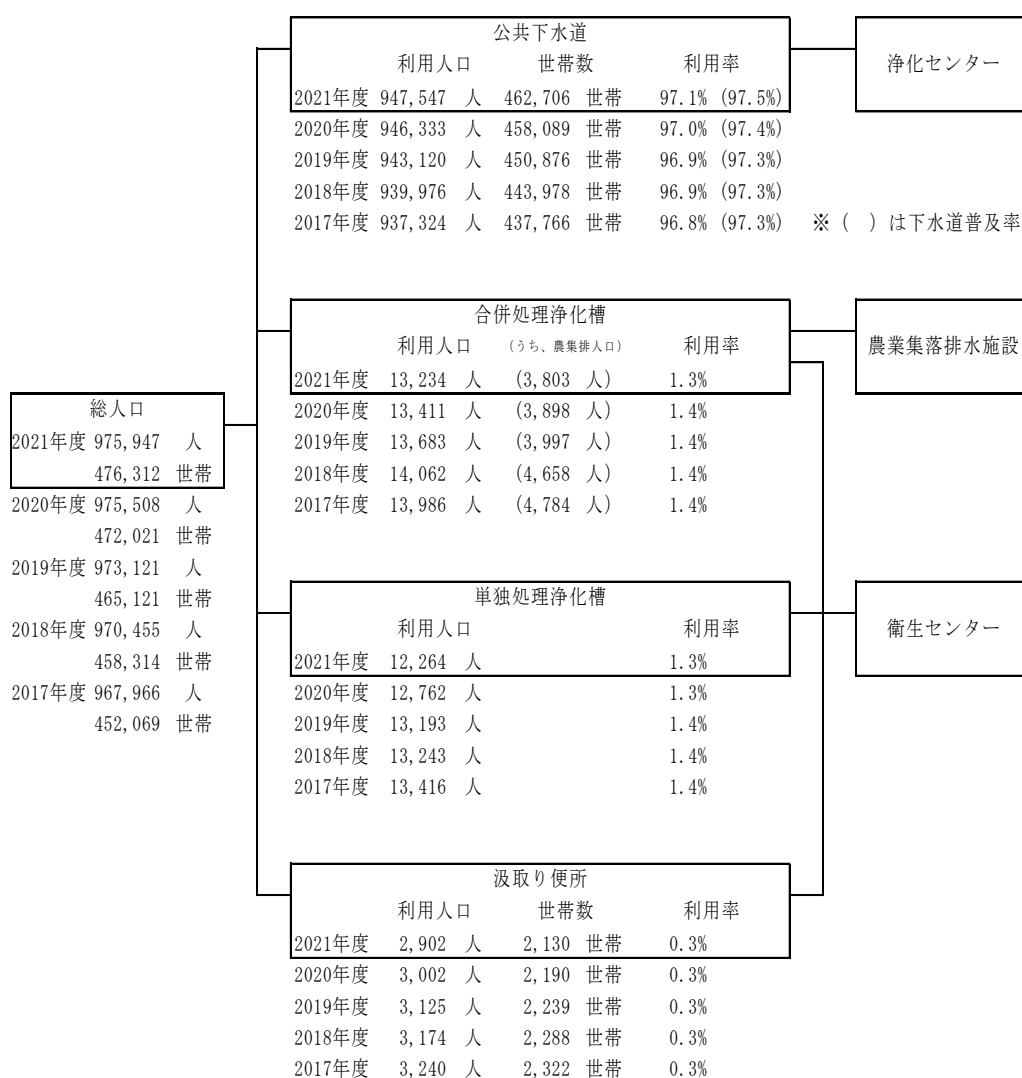 公共下水道
利用人口 世帯数 利用率
2021年度 947,547 人 462,706 世帯 97.1% (97.5%)
2020年度 946,333 人 458,089 世帯 97.0% (97.4%)
2019年度 943,120 人 450,876 世帯 96.9% (97.3%)
2018年度 939,976 人 443,978 世帯 96.9% (97.3%)
2017年度 937,324 人 437,766 世帯 96.8% (97.3%)
※ ( ) は下水道普及率
浄化センター
合併処理浄化槽
利用人口 (うち、農集排人口) 利用率
2021年度 13,234 人 (3,803 人) 1.3%
2020年度 13,411 人 (3,898 人) 1.4%
2019年度 13,683 人 (3,997 人) 1.4%
2018年度 14,062 人 (4,658 人) 1.4%
2017年度 13,986 人 (4,784 人) 1.4%
農業集落排水施設
総人口
2021年度 975,947 人
476,312 世帯
2020年度 975,508 人
472,021 世帯
2019年度 973,121 人
465,121 世帯
2018年度 970,455 人
458,314 世帯
2017年度 967,966 人
452,069 世帯
単独処理浄化槽
利用人口 利用率
2021年度 12,264 人 1.3%
2020年度 12,762 人 1.3%
2019年度 13,193 人 1.4%
2018年度 13,243 人 1.4%
2017年度 13,416 人 1.4%
衛生センター
汲取り便所
利用人口 世帯数 利用率
2021年度 2,902 人 2,130 世帯 0.3%
2020年度 3,002 人 2,190 世帯 0.3%
2019年度 3,125 人 2,239 世帯 0.3%
2018年度 3,174 人 2,288 世帯 0.3%
2017年度 3,240 人 2,322 世帯 0.3%